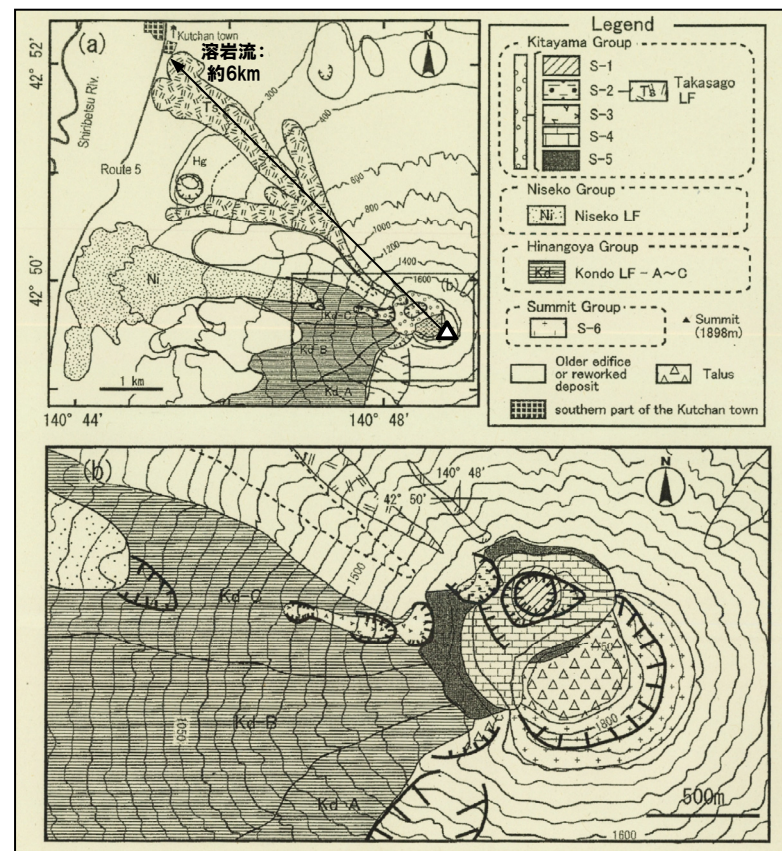 (a)
42° 52'
Kutchan town
溶岩流:
約6km
N
Shiribetsu Riv.
Route 5
Ts
Hg
300
400
600
800
1000
1200
1400
1600
(b)
42° 50'
Ni
Kd-C
Kd-B
Kd-A
1 km
140° 44'
140° 48'
Legend
Kitayama Group
S-1
S-2
Ts
Takasago
LF
S-3
S-4
S-5
Niseko Group
Ni
Niseko LF
Hinangoya Group
Kd-
Kondo LF - A~C
Summit Group
S-6
Summit
(1898m)
Older edifice
or reworked
deposit
Talus
southern part of the Kutchan town
(b)
140° 48'
42° 50'
N
1500
Kd-C
Kd-B
1050
Kd-A
1800
500m
1600